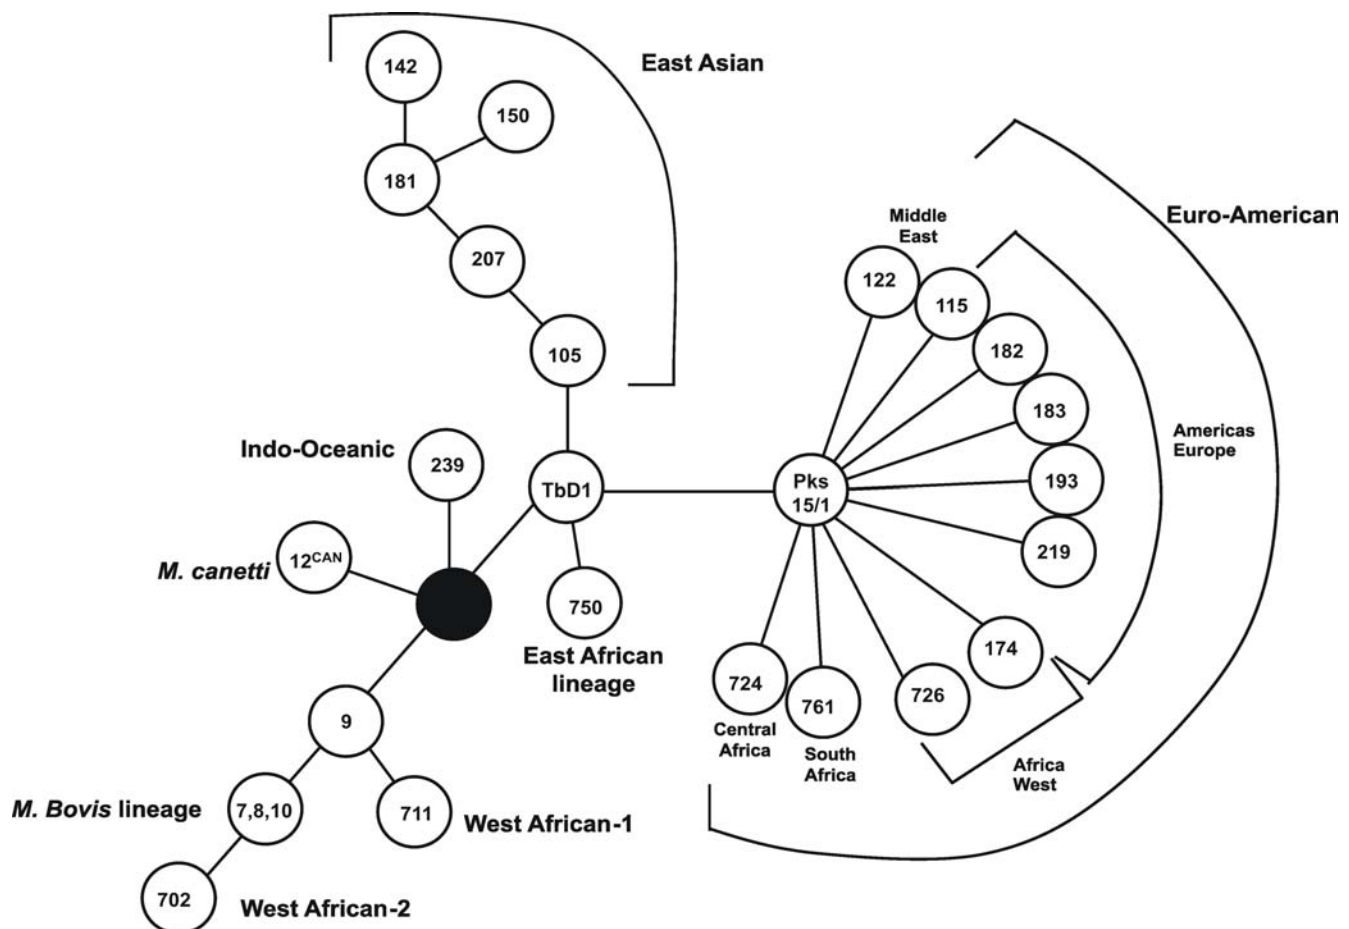 East Asian
142
150
181
207
105
Euro-American
Middle
East
122
115
182
183
193
219
Americas
Europe
Indo-Oceanic
239
TbD1
Pks
15/1
M. canetti
12CAN
750
East African
lineage
174
724
761
726
Central
Africa
South
Africa
Africa
West
9
M. Bovis lineage
7,8,10
711
West African-1
702
West African-2